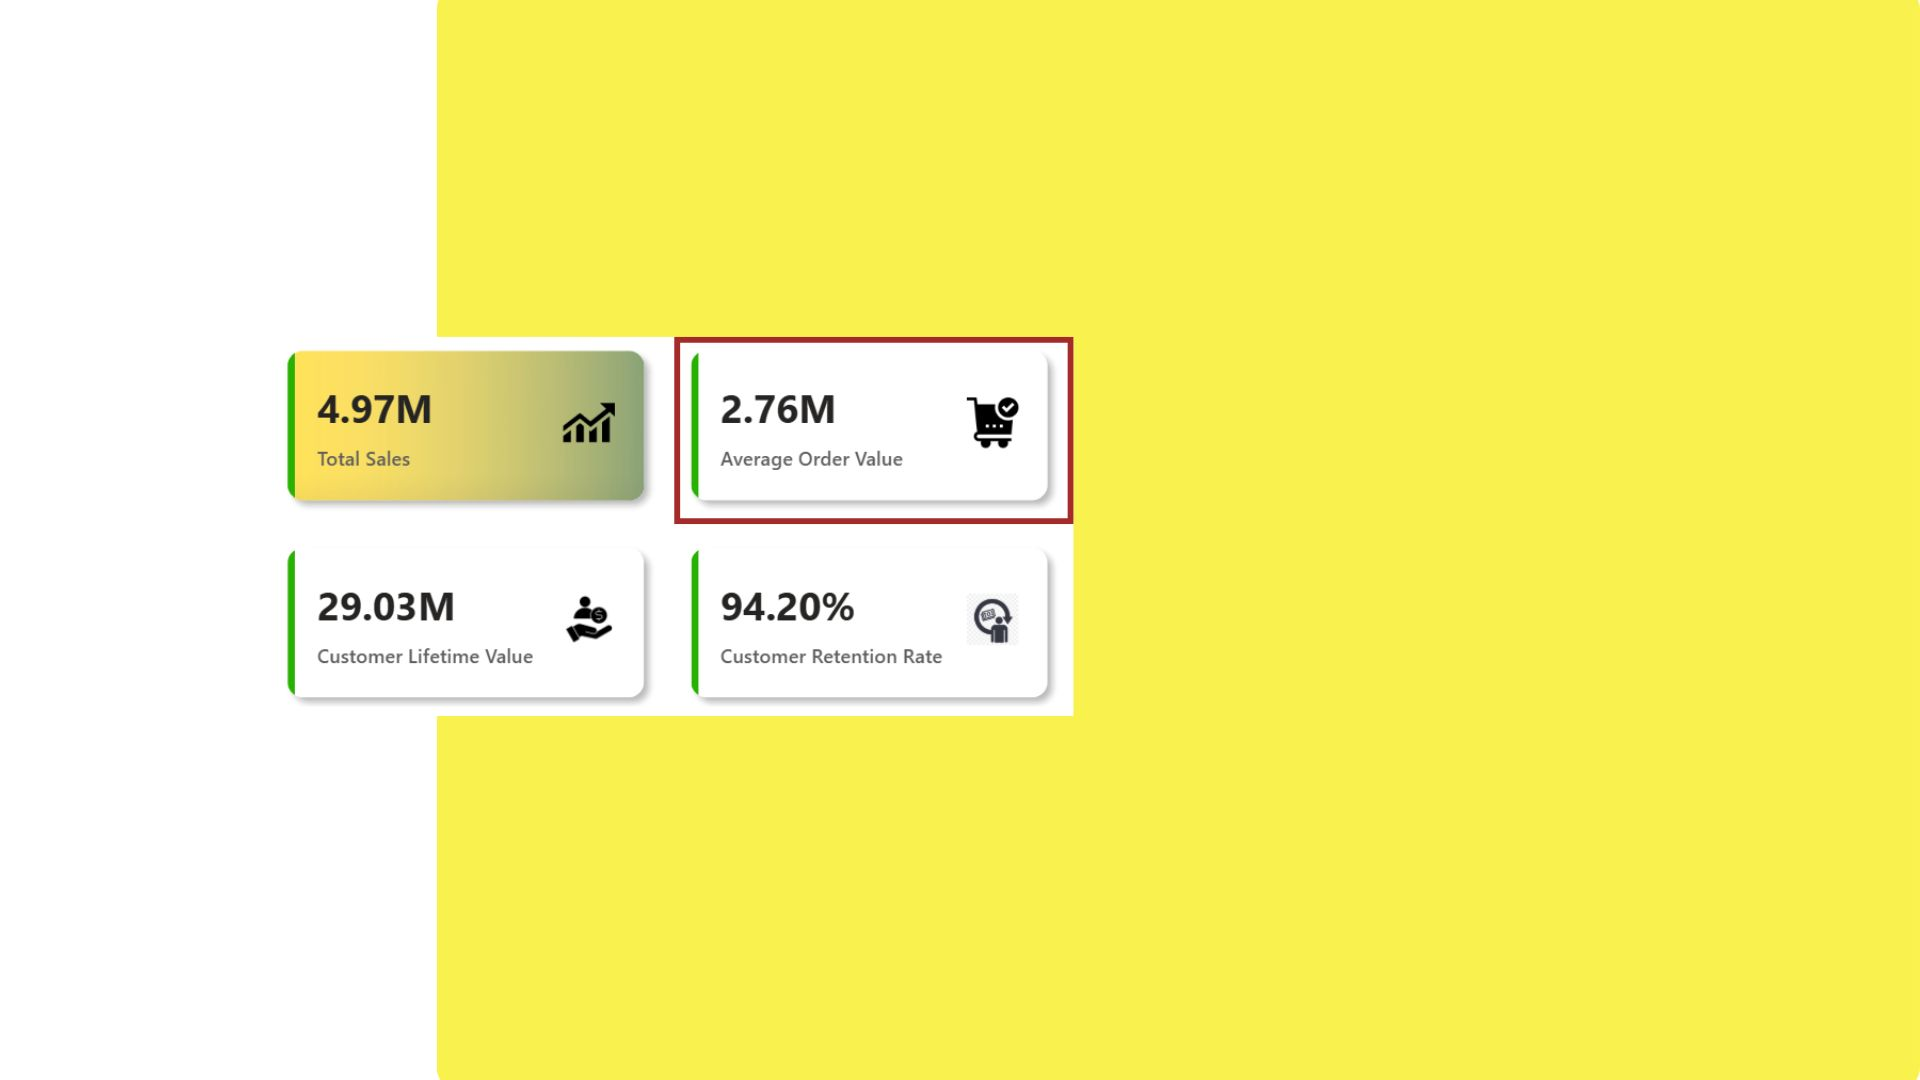 4.97M
Total Sales
2.76M
Average Order Value
29.03M
Customer Lifetime Value
94.20%
Customer Retention Rate